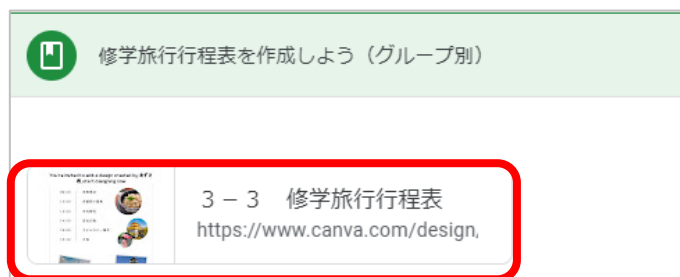 修学旅行行程表を作成しよう（グループ別）
３－３　修学旅行行程表
https://www.canva.com/design,